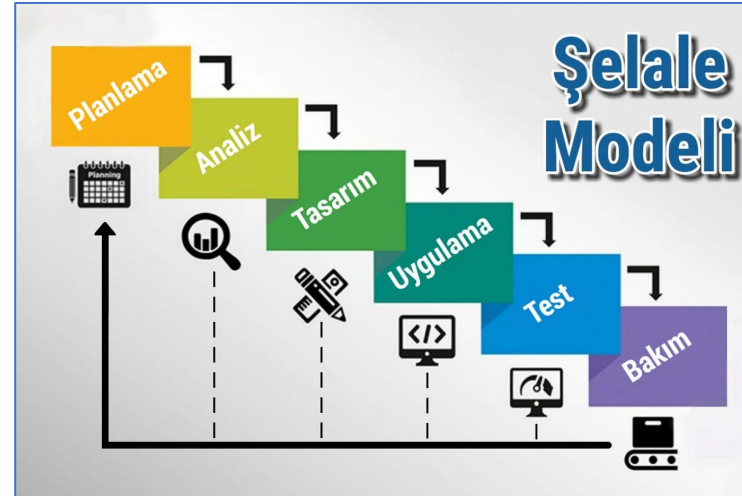 Şelale
Modeli
Planlama
Planning
Analiz
Tasarım
Uygulama
</>
Test
Bakım